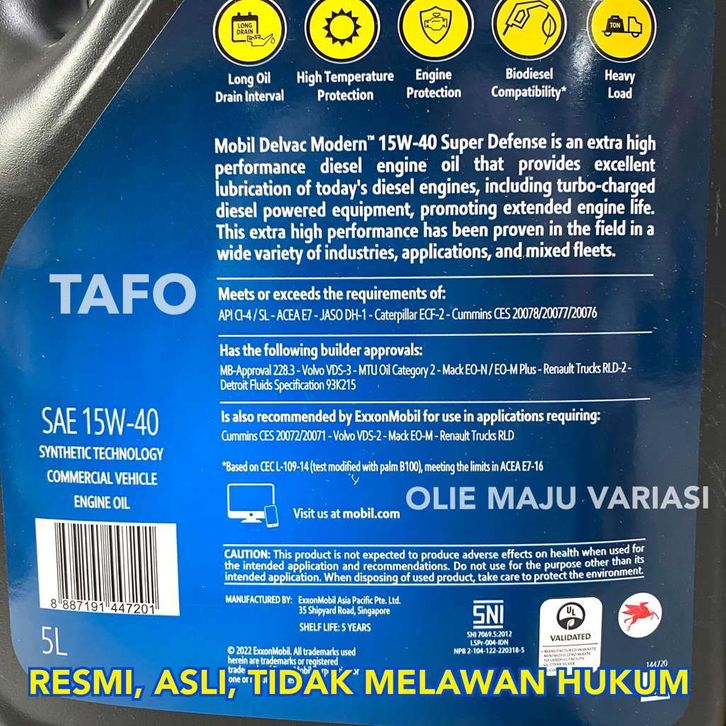 LONG
DRAIN
TON
Long Oil
Drain Interval
High Temperature
Protection
Engine
Protection
Biodiesel
Compatibility*
Heavy
Load
Mobil Delvac Modern™ 15W-40 Super Defense is an extra high
performance diesel engine oil that provides excellent
lubrication of today's diesel engines, including turbo-charged
diesel powered equipment, promoting extended engine life.
This extra high performance has been proven in the field in a
wide variety of industries, applications, and mixed fleets.
TAFO
Meets or exceeds the requirements of:
API CI-4 / SL - ACEA E7 - JASO DH-1 - Caterpillar ECF-2 - Cummins CES 20078/20077/20076
Has the following builder approvals:
MB-Approval 228.3 - Volvo VDS-3 - MTU Oil Category 2 - Mack EO-N / EO-M Plus - Renault Trucks RLD-2 -
Detroit Fluids Specification 93K215
Is also recommended by ExxonMobil for use in applications requiring:
Cummins CES 20072/20071 - Volvo VDS-2 - Mack EO-M - Renault Trucks RLD
*Based on CEC L-109-14 (test modified with palm B100), meeting the limits in ACEA E7-16
SAE 15W-40
SYNTHETIC TECHNOLOGY
COMMERCIAL VEHICLE
ENGINE OIL
OLIE MAJU VARIASI
Visit us at mobil.com
CAUTION: This product is not expected to produce adverse effects on health when used for
the intended application and recommendations. Do not use for the purpose other than its
intended application. When disposing of used product, take care to protect the environment.
8 887191 447201
5L
MANUFACTURED BY: ExxonMobil Asia Pacific Pte. Ltd.
35 Shipyard Road, Singapore
SHELF LIFE: 5 YEARS
SNI
SNI 7069.5:2012
LSPr-004-IDN
NPB 2-104-122-220318-5
UL
VALIDATED
© 2022 ExxonMobil. All trademarks used
herein are trademarks or registered
144720
RESMI, ASLI, TIDAK MELAWAN HUKUM